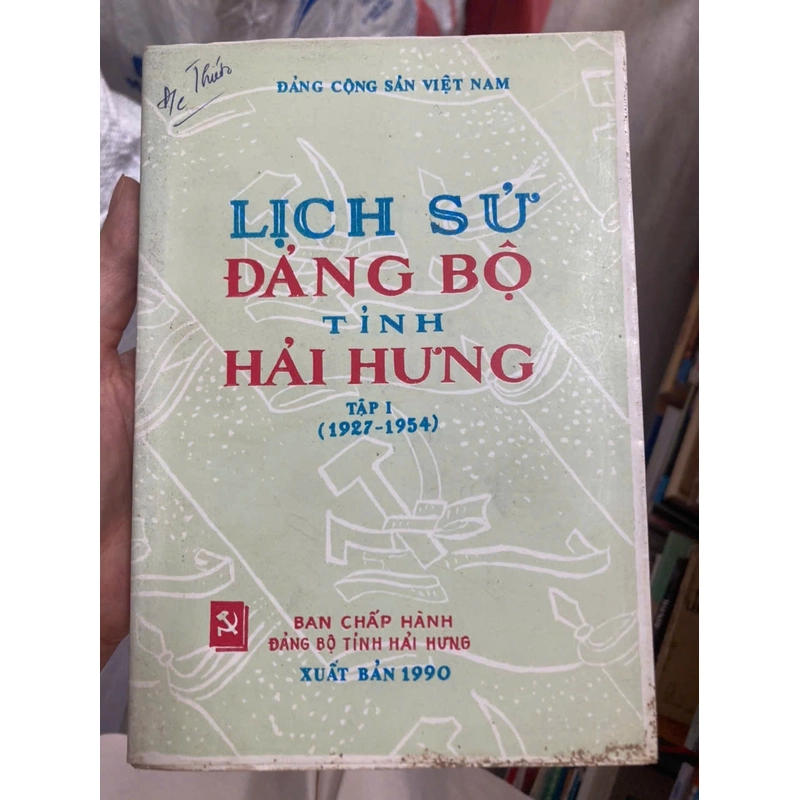 Đ/c Thiết
ĐẢNG CỘNG SẢN VIỆT NAM
LỊCH SỬ
ĐẢNG BỘ
TỈNH
HẢI HƯNG
TẬP I
(1927-1954)
BAN CHẤP HÀNH
ĐẢNG BỘ TỈNH HẢI HƯNG
XUẤT BẢN 1990